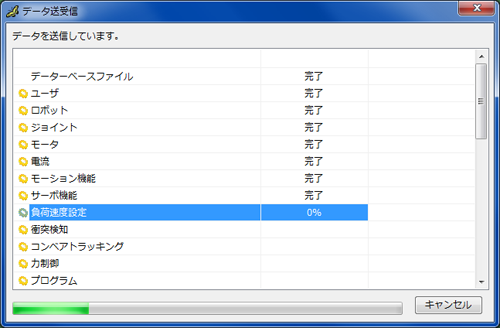 データ送受信
データを送信しています。
データーベースファイル 完了
ユーザ 完了
ロボット 完了
ジョイント 完了
モータ 完了
電流 完了
モーション機能 完了
サーボ機能 完了
負荷速度設定 0%
衝突検知
コンベアトラッキング
力制御
プログラム
キャンセル